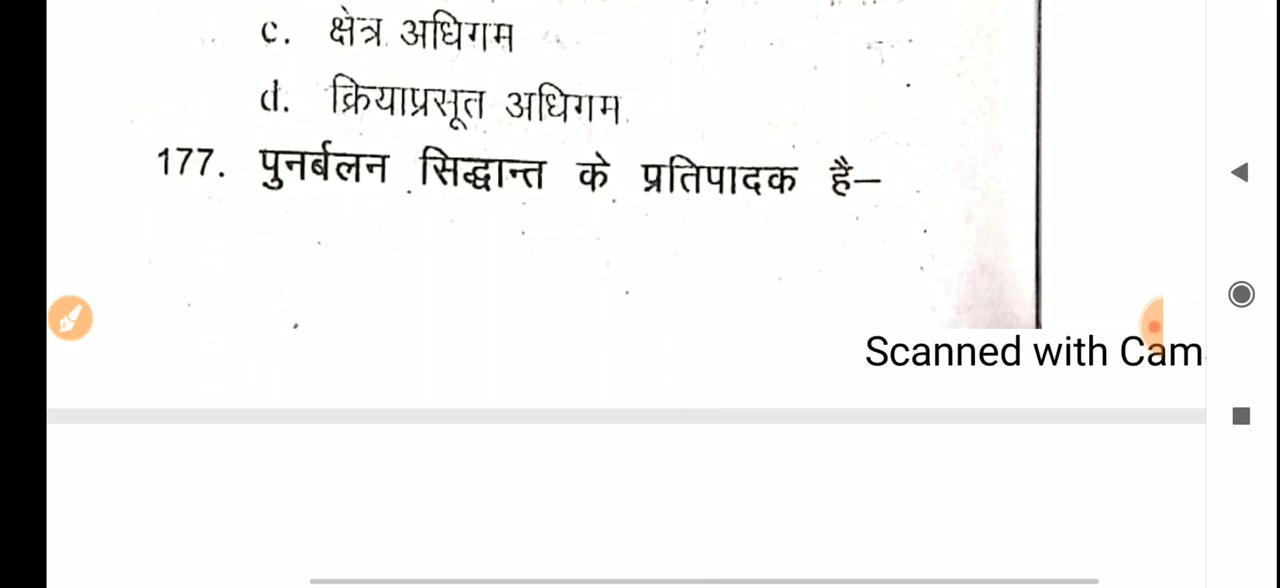 c. क्षेत्र अधिगम
d. क्रियाप्रसूत अधिगम
177. पुनर्बलन सिद्धान्त के प्रतिपादक है–
Scanned with Cam